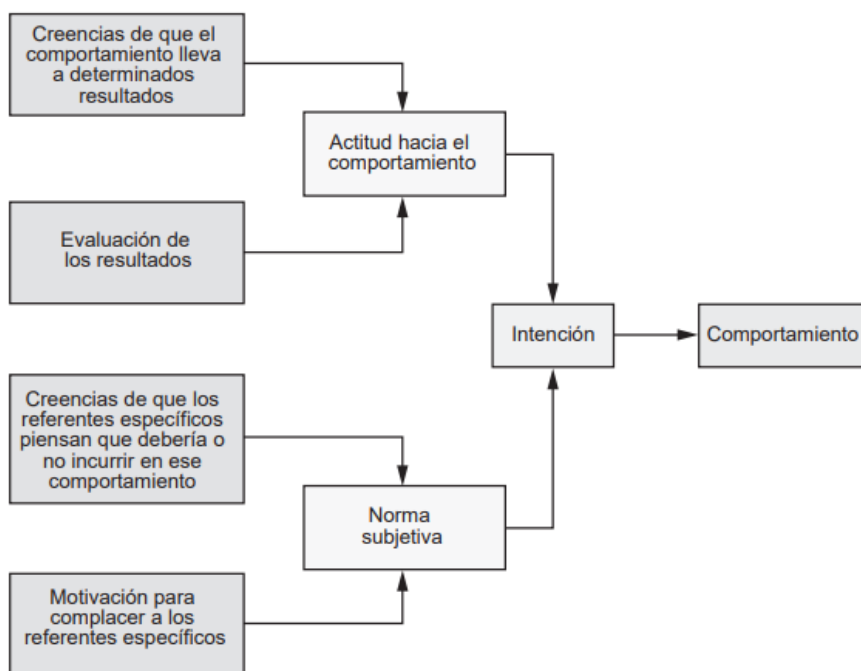 Creencias de que el
comportamiento lleva
a determinados
resultados
Actitud hacia el
comportamiento
Evaluación de
los resultados
Intención
Comportamiento
Creencias de que los
referentes específicos
piensan que debería o
no incurrir en ese
comportamiento
Norma
subjetiva
Motivación para
complacer a los
referentes específicos